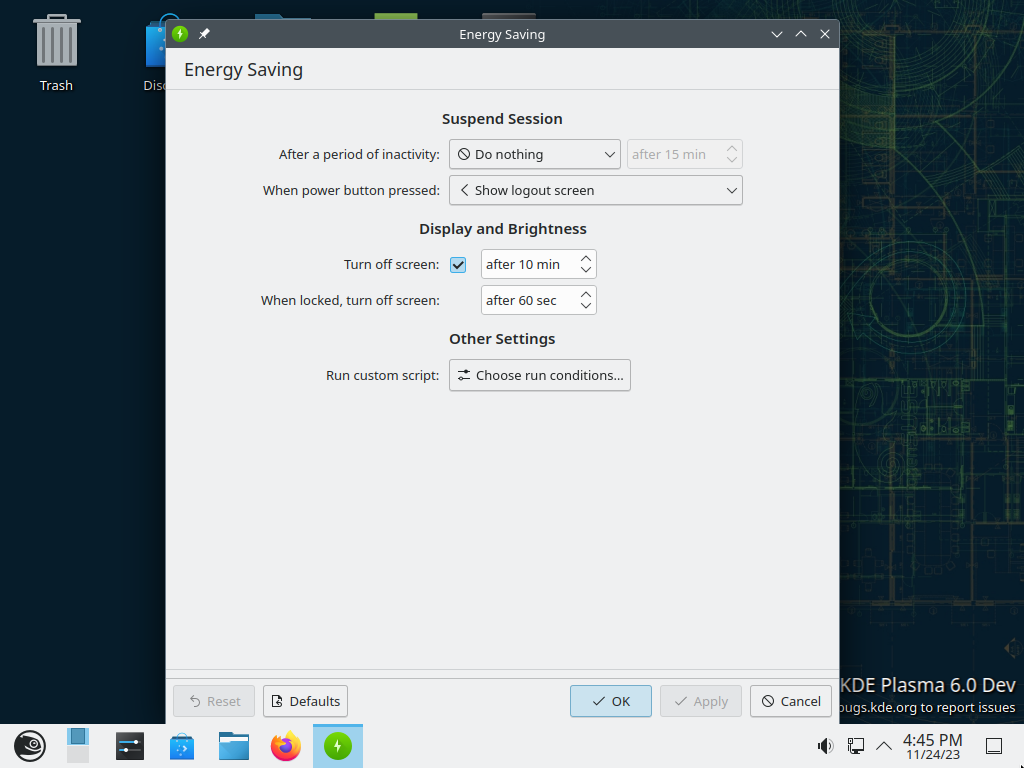 Trash
Energy Saving
Energy Saving
Suspend Session
After a period of inactivity: Do nothing after 15 min
When power button pressed: Show logout screen
Display and Brightness
Turn off screen: after 10 min
When locked, turn off screen: after 60 sec
Other Settings
Run custom script: Choose run conditions...
Reset Defaults OK Apply Cancel
KDE Plasma 6.0 Dev
bugs.kde.org to report issues
4:45 PM
11/24/23